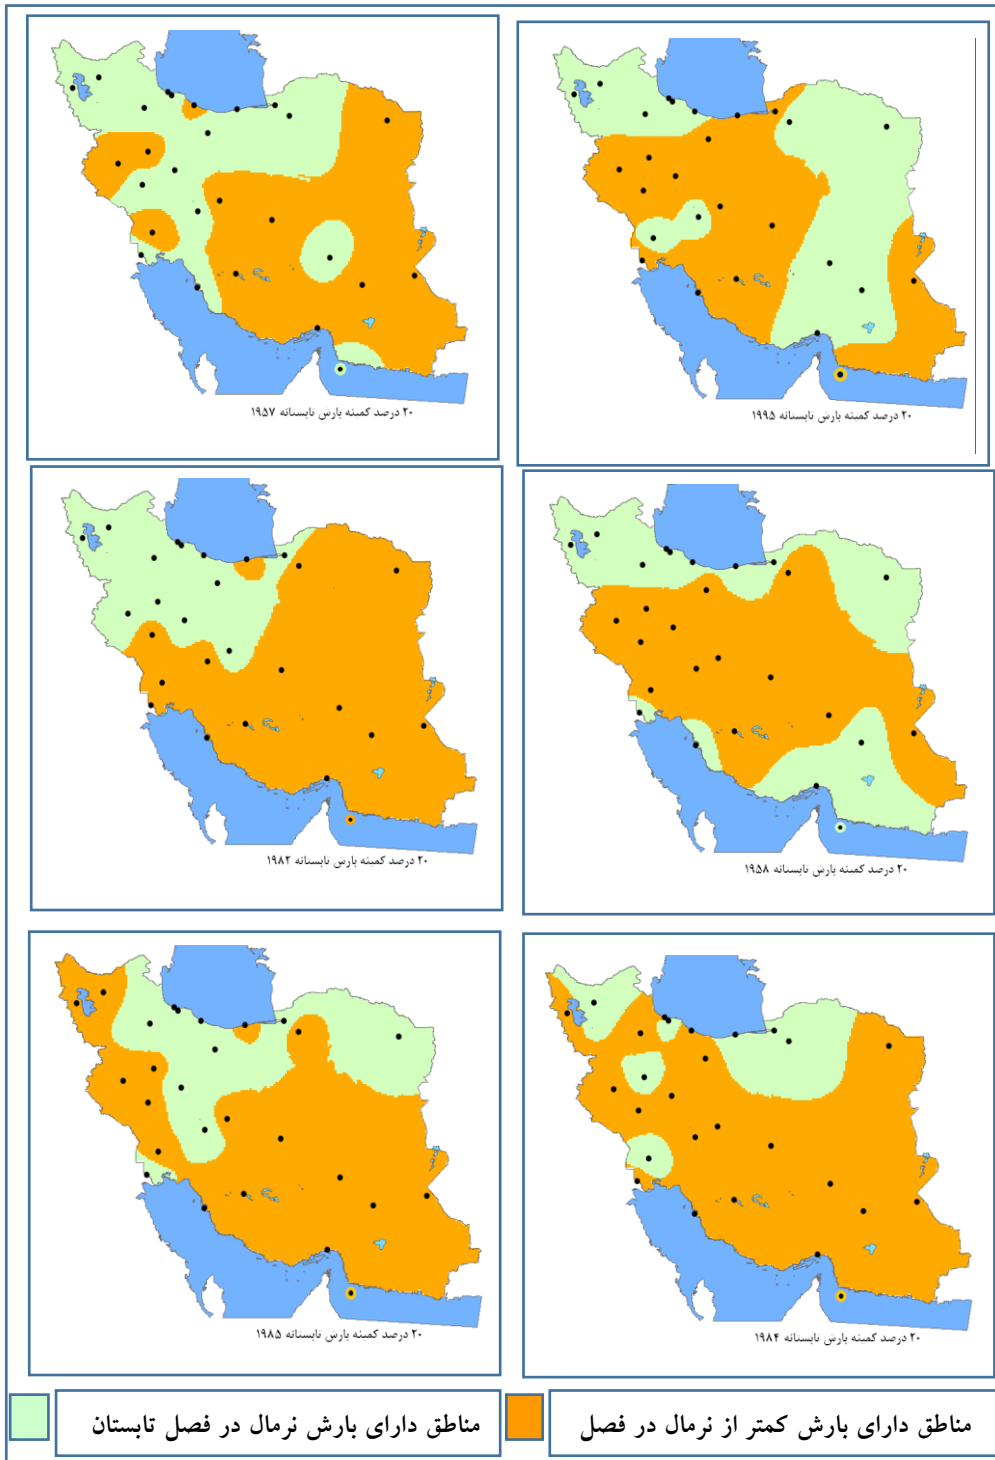 ۲۰ درصد کمینه بارش تابستانه ۱۹۹۵
۲۰ درصد کمینه بارش تابستانه ۱۹۵۷
۲۰ درصد کمینه بارش تابستانه ۱۹۵۸
۲۰ درصد کمینه بارش تابستانه ۱۹۸۲
۲۰ درصد کمینه بارش تابستانه ۱۹۸۴
۲۰ درصد کمینه بارش تابستانه ۱۹۸۵
مناطق دارای بارش کمتر از نرمال در فصل
مناطق دارای بارش نرمال در فصل تابستان